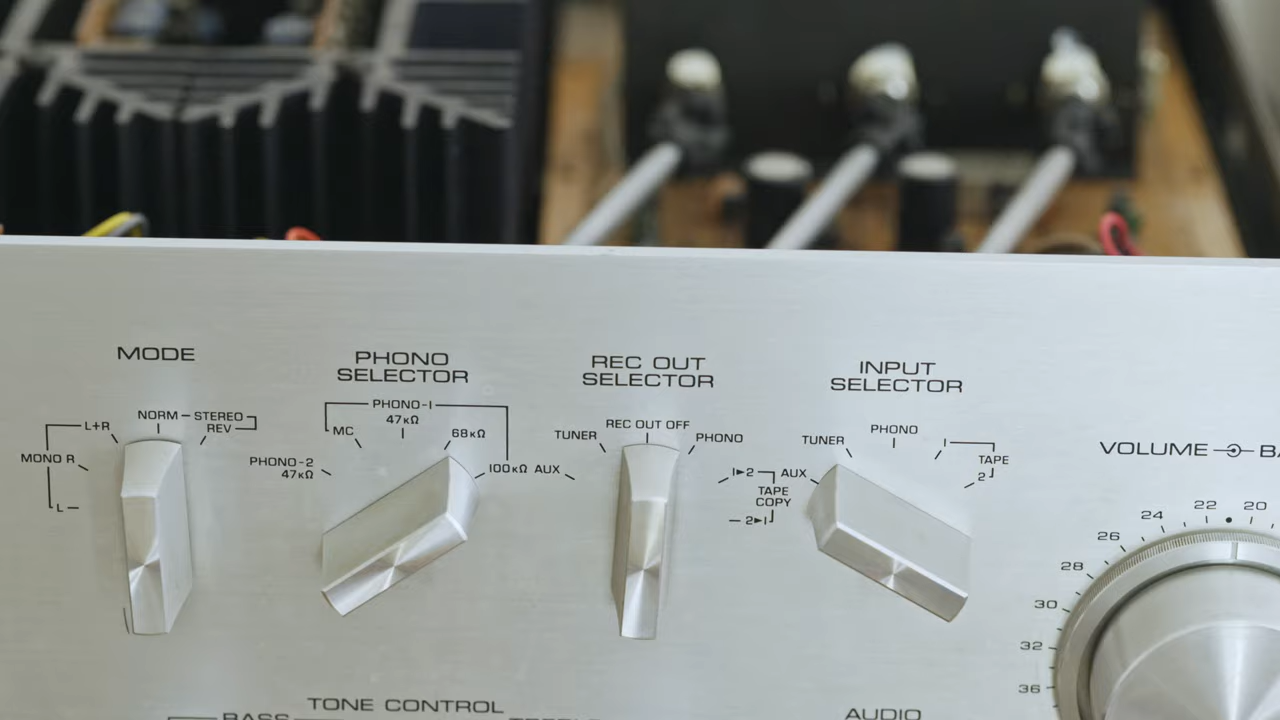 MODE
NORM STEREO
L+R REV
MONO R
L
PHONO
SELECTOR
PHONO-1
47KΩ
MC 68KΩ
PHONO-2
47KΩ
100KΩ
REC OUT
SELECTOR
REC OUT OFF
TUNER PHONO
AUX 1▶2
TAPE
COPY
2▶1
INPUT
SELECTOR
PHONO
TUNER 1
TAPE
AUX 2
VOLUME BA
24 22 20
26
28
30
32
36
TONE CONTROL
BASS
AUDIO